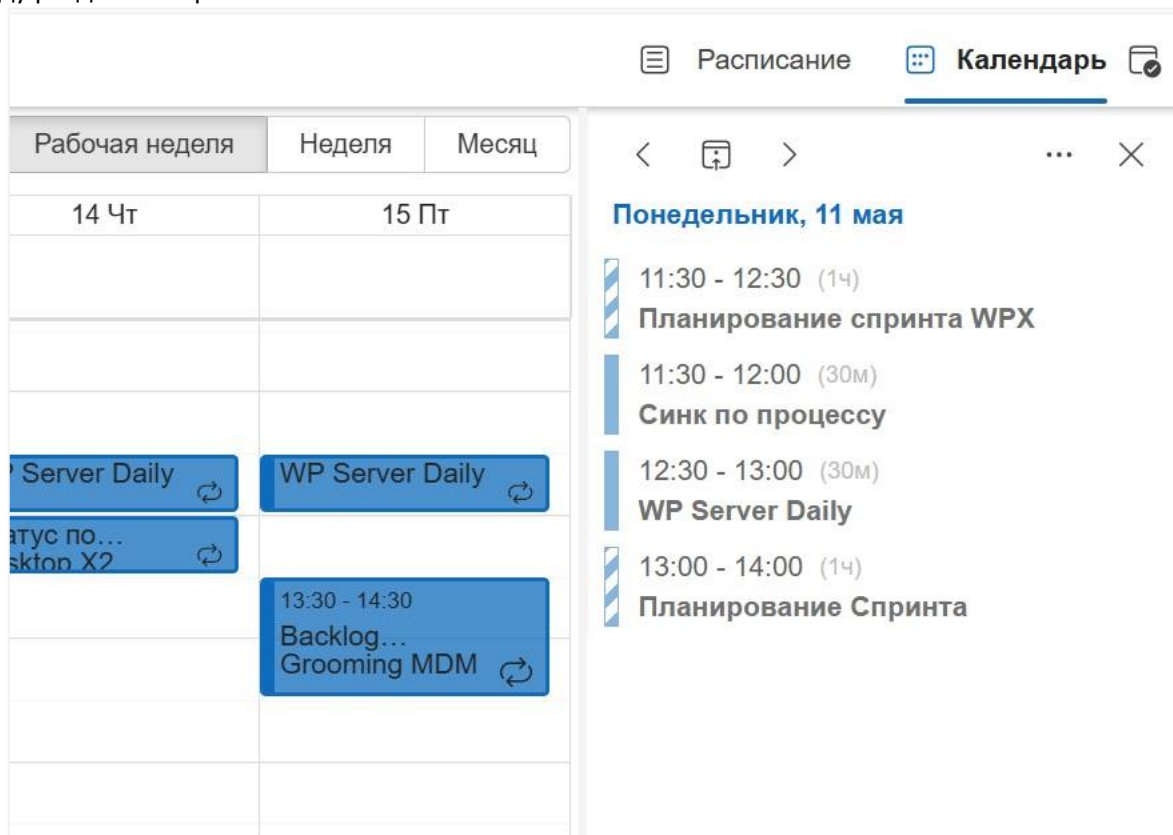 Расписание
Календарь
Рабочая неделя
Неделя
Месяц
14 Чт
15 Пт
Server Daily
WP Server Daily
по...
X2
13:30 - 14:30
Backlog...
Grooming MDM
Понедельник, 11 мая
11:30 - 12:30 (1ч)
Планирование спринта WPX
11:30 - 12:00 (30м)
Синк по процессу
12:30 - 13:00 (30м)
WP Server Daily
13:00 - 14:00 (1ч)
Планирование Спринта